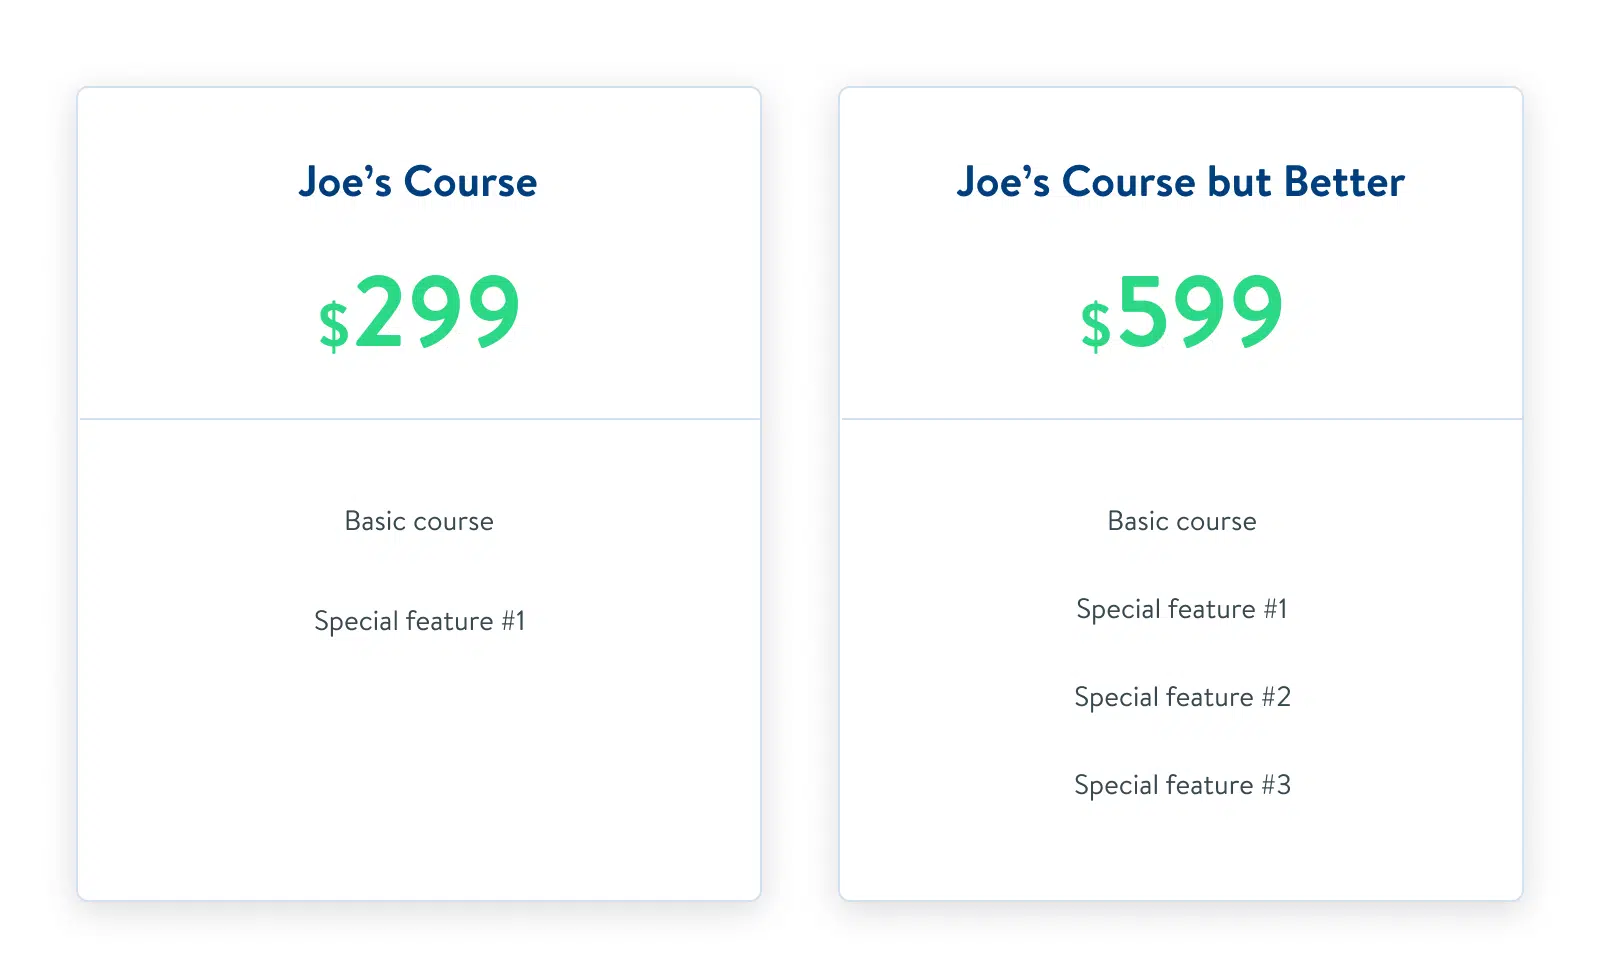 Joe’s Course
$299
Basic course
Special feature #1
Joe’s Course but Better
$599
Basic course
Special feature #1
Special feature #2
Special feature #3